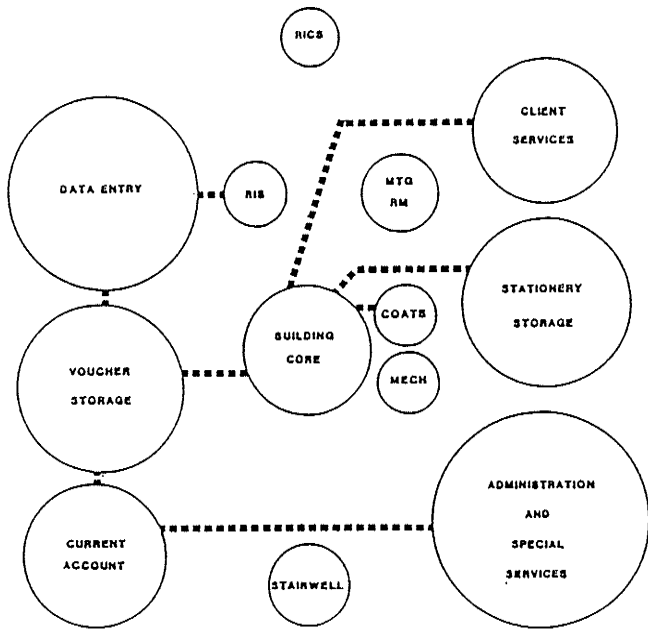 RICS
CLIENT
SERVICES
DATA ENTRY
RIS
MTG
RM
STATIONERY
STORAGE
COATS
BUILDING
CORE
MECH
VOUCHER
STORAGE
ADMINISTRATION
AND
SPECIAL
SERVICES
CURRENT
ACCOUNT
STAIRWELL